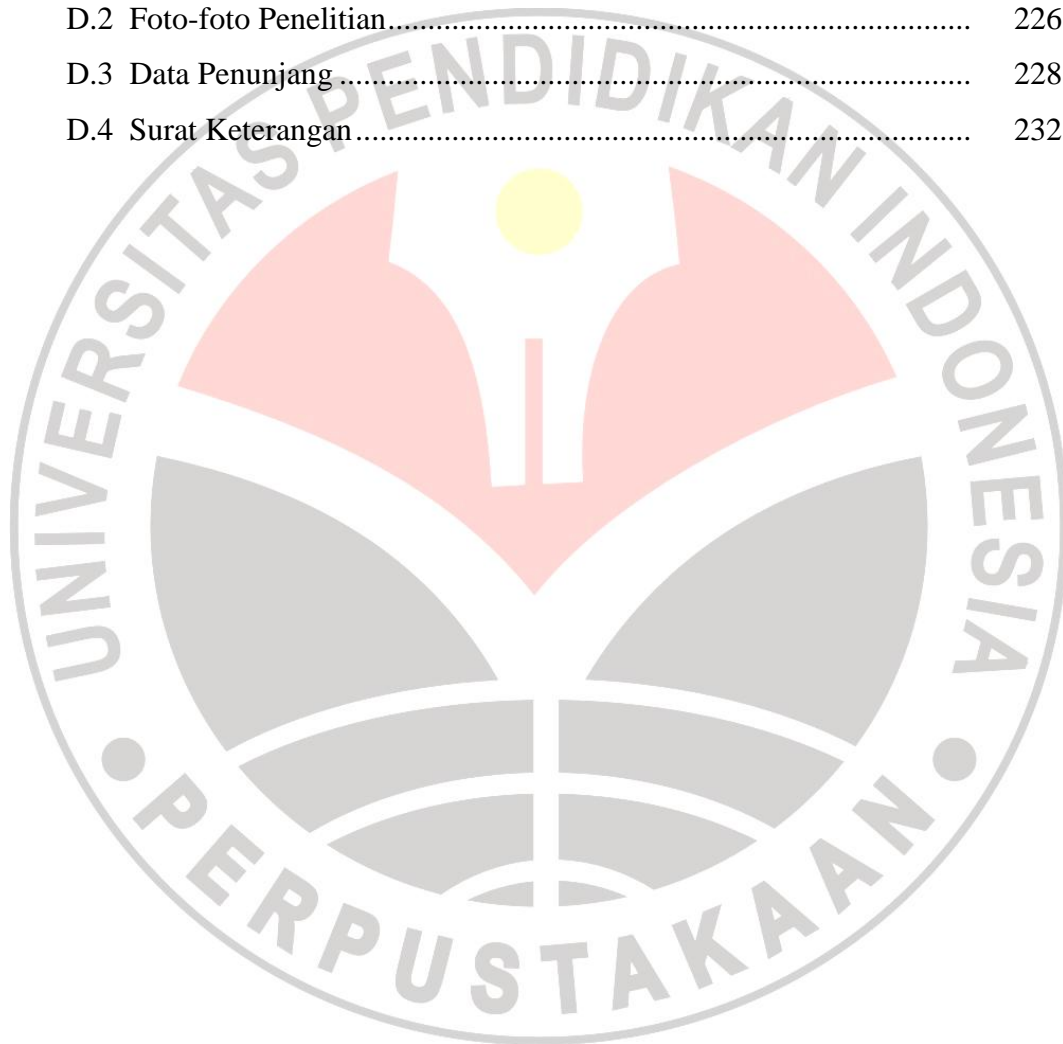 D.2 Foto-foto Penelitian........................................................................... 226
D.3 Data Penunjang ................................................................................ 228
D.4 Surat Keterangan............................................................................... 232
UNIVERSITAS PENDIDIKAN INDONESIA
PERPUSTAKAAN